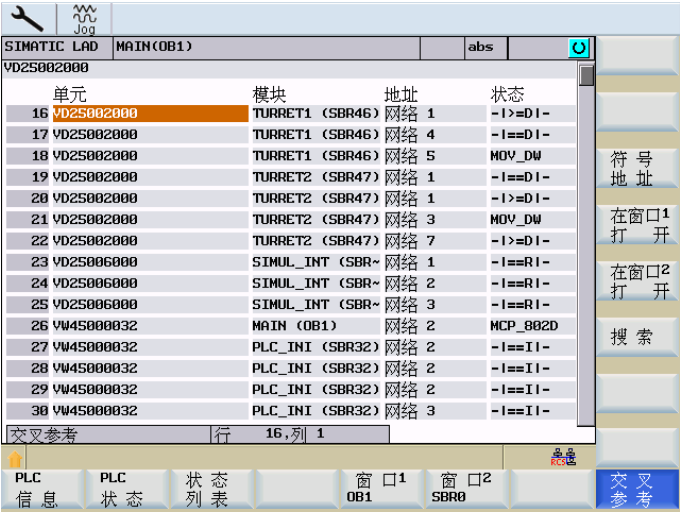 Jog
SIMATIC LAD MAIN(OB1) abs
VD25002000
单元 模块 地址 状态
16 VD25002000 TURRET1 (SBR46) 网络 1 -|>=D|-
17 VD25002000 TURRET1 (SBR46) 网络 4 -|==D|-
18 VD25002000 TURRET1 (SBR46) 网络 5 MOV_DW
19 VD25002000 TURRET2 (SBR47) 网络 1 -|==D|-
20 VD25002000 TURRET2 (SBR47) 网络 1 -|>=D|-
21 VD25002000 TURRET2 (SBR47) 网络 3 MOV_DW
22 VD25002000 TURRET2 (SBR47) 网络 7 -|>=D|-
23 VD25006000 SIMUL_INT (SBR~ 网络 1 -|==R|-
24 VD25006000 SIMUL_INT (SBR~ 网络 2 -|==R|-
25 VD25006000 SIMUL_INT (SBR~ 网络 3 -|==R|-
26 VW45000032 MAIN (OB1) 网络 2 MCP_802D
27 VW45000032 PLC_INI (SBR32) 网络 2 -|==I|-
28 VW45000032 PLC_INI (SBR32) 网络 2 -|==I|-
29 VW45000032 PLC_INI (SBR32) 网络 2 -|==I|-
30 VW45000032 PLC_INI (SBR32) 网络 3 -|==I|-
交叉参考 行 16,列 1
符号
地址
在窗口1
打开
在窗口2
打开
搜索
RCS
PLC
信息
PLC
状态
状态
列表
窗口1
OB1
窗口2
SBR0
交叉
参考